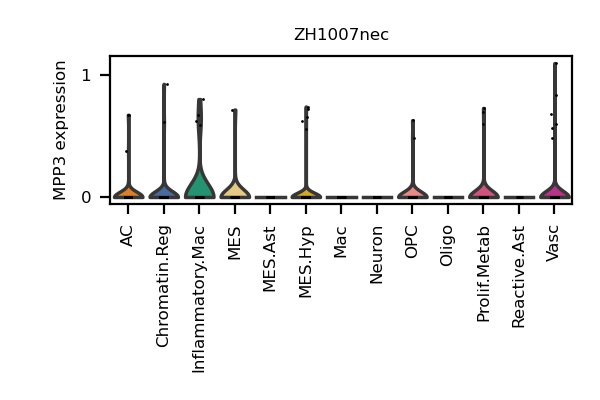 ZH1007nec
MPP3 expression
1
0
AC
Chromatin.Reg
Inflammatory.Mac
MES
MES.Ast
MES.Hyp
Mac
Neuron
OPC
Oligo
Prolif.Metab
Reactive.Ast
Vasc